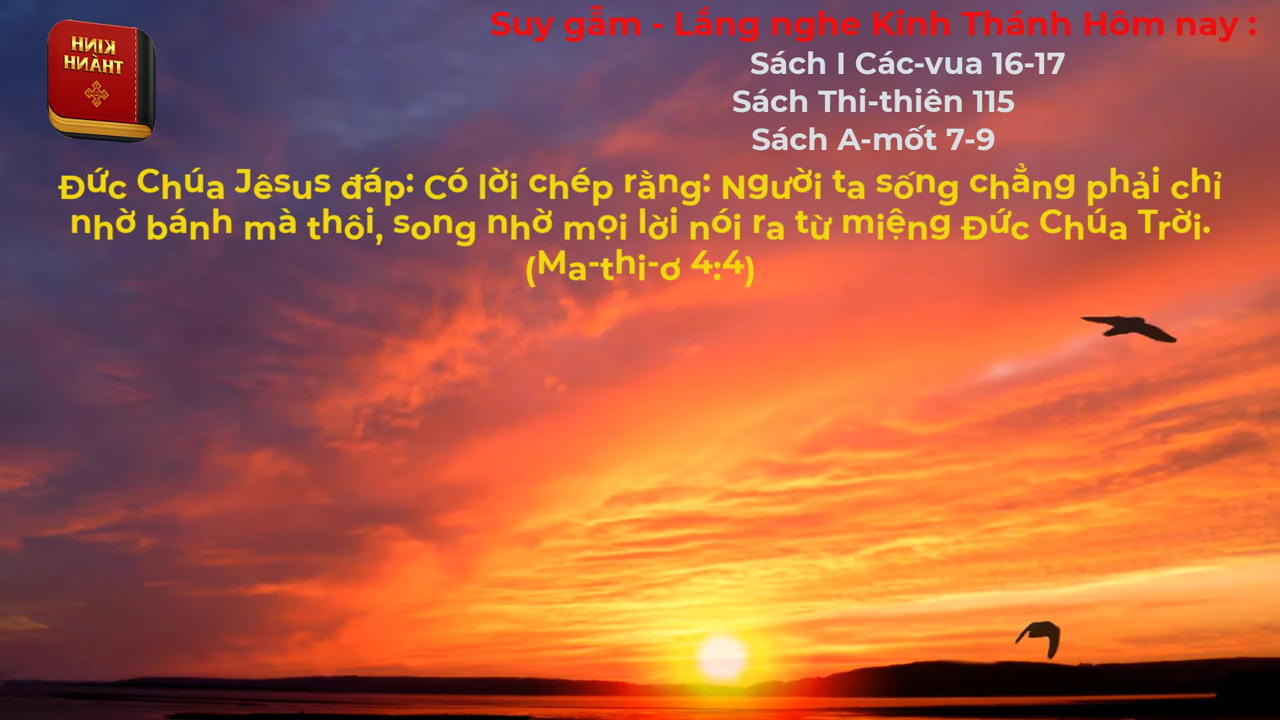 Suy gẫm - Lắng nghe Kinh Thánh Hôm nay :
KINH
THÀNH
Sách I Các-vua 16-17
Sách Thi-thiên 115
Sách A-mốt 7-9
Đức Chúa Jêsus đáp: Có lời chép rằng: Người ta sống chẳng phải chỉ
nhờ bánh mà thôi, song nhờ mọi lời nói ra từ miệng Đức Chúa Trời.
(Ma-thi-ơ 4:4)